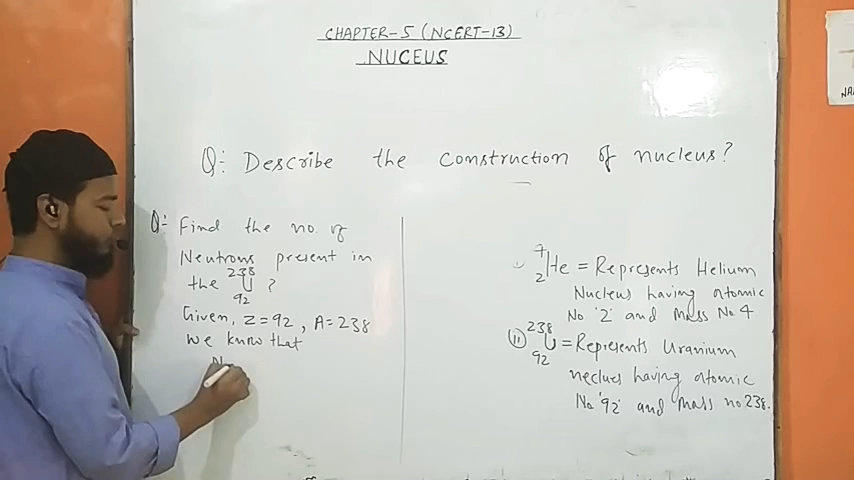 CHAPTER-5 (NCERT-13)
NUCEUS
Q:- Describe the construction of nucleus?
Q:- Find the no. of
Neutrons present in
the 238 92 U ?
Given, Z=92, A=238
We know that
N
4 2 He = Represents Helium
Nucleus having atomic
No '2' and Mass No 4
(ii) 238 92 U = Represents Uranium
neclues having atomic
No '92' and mass no 238.
NA